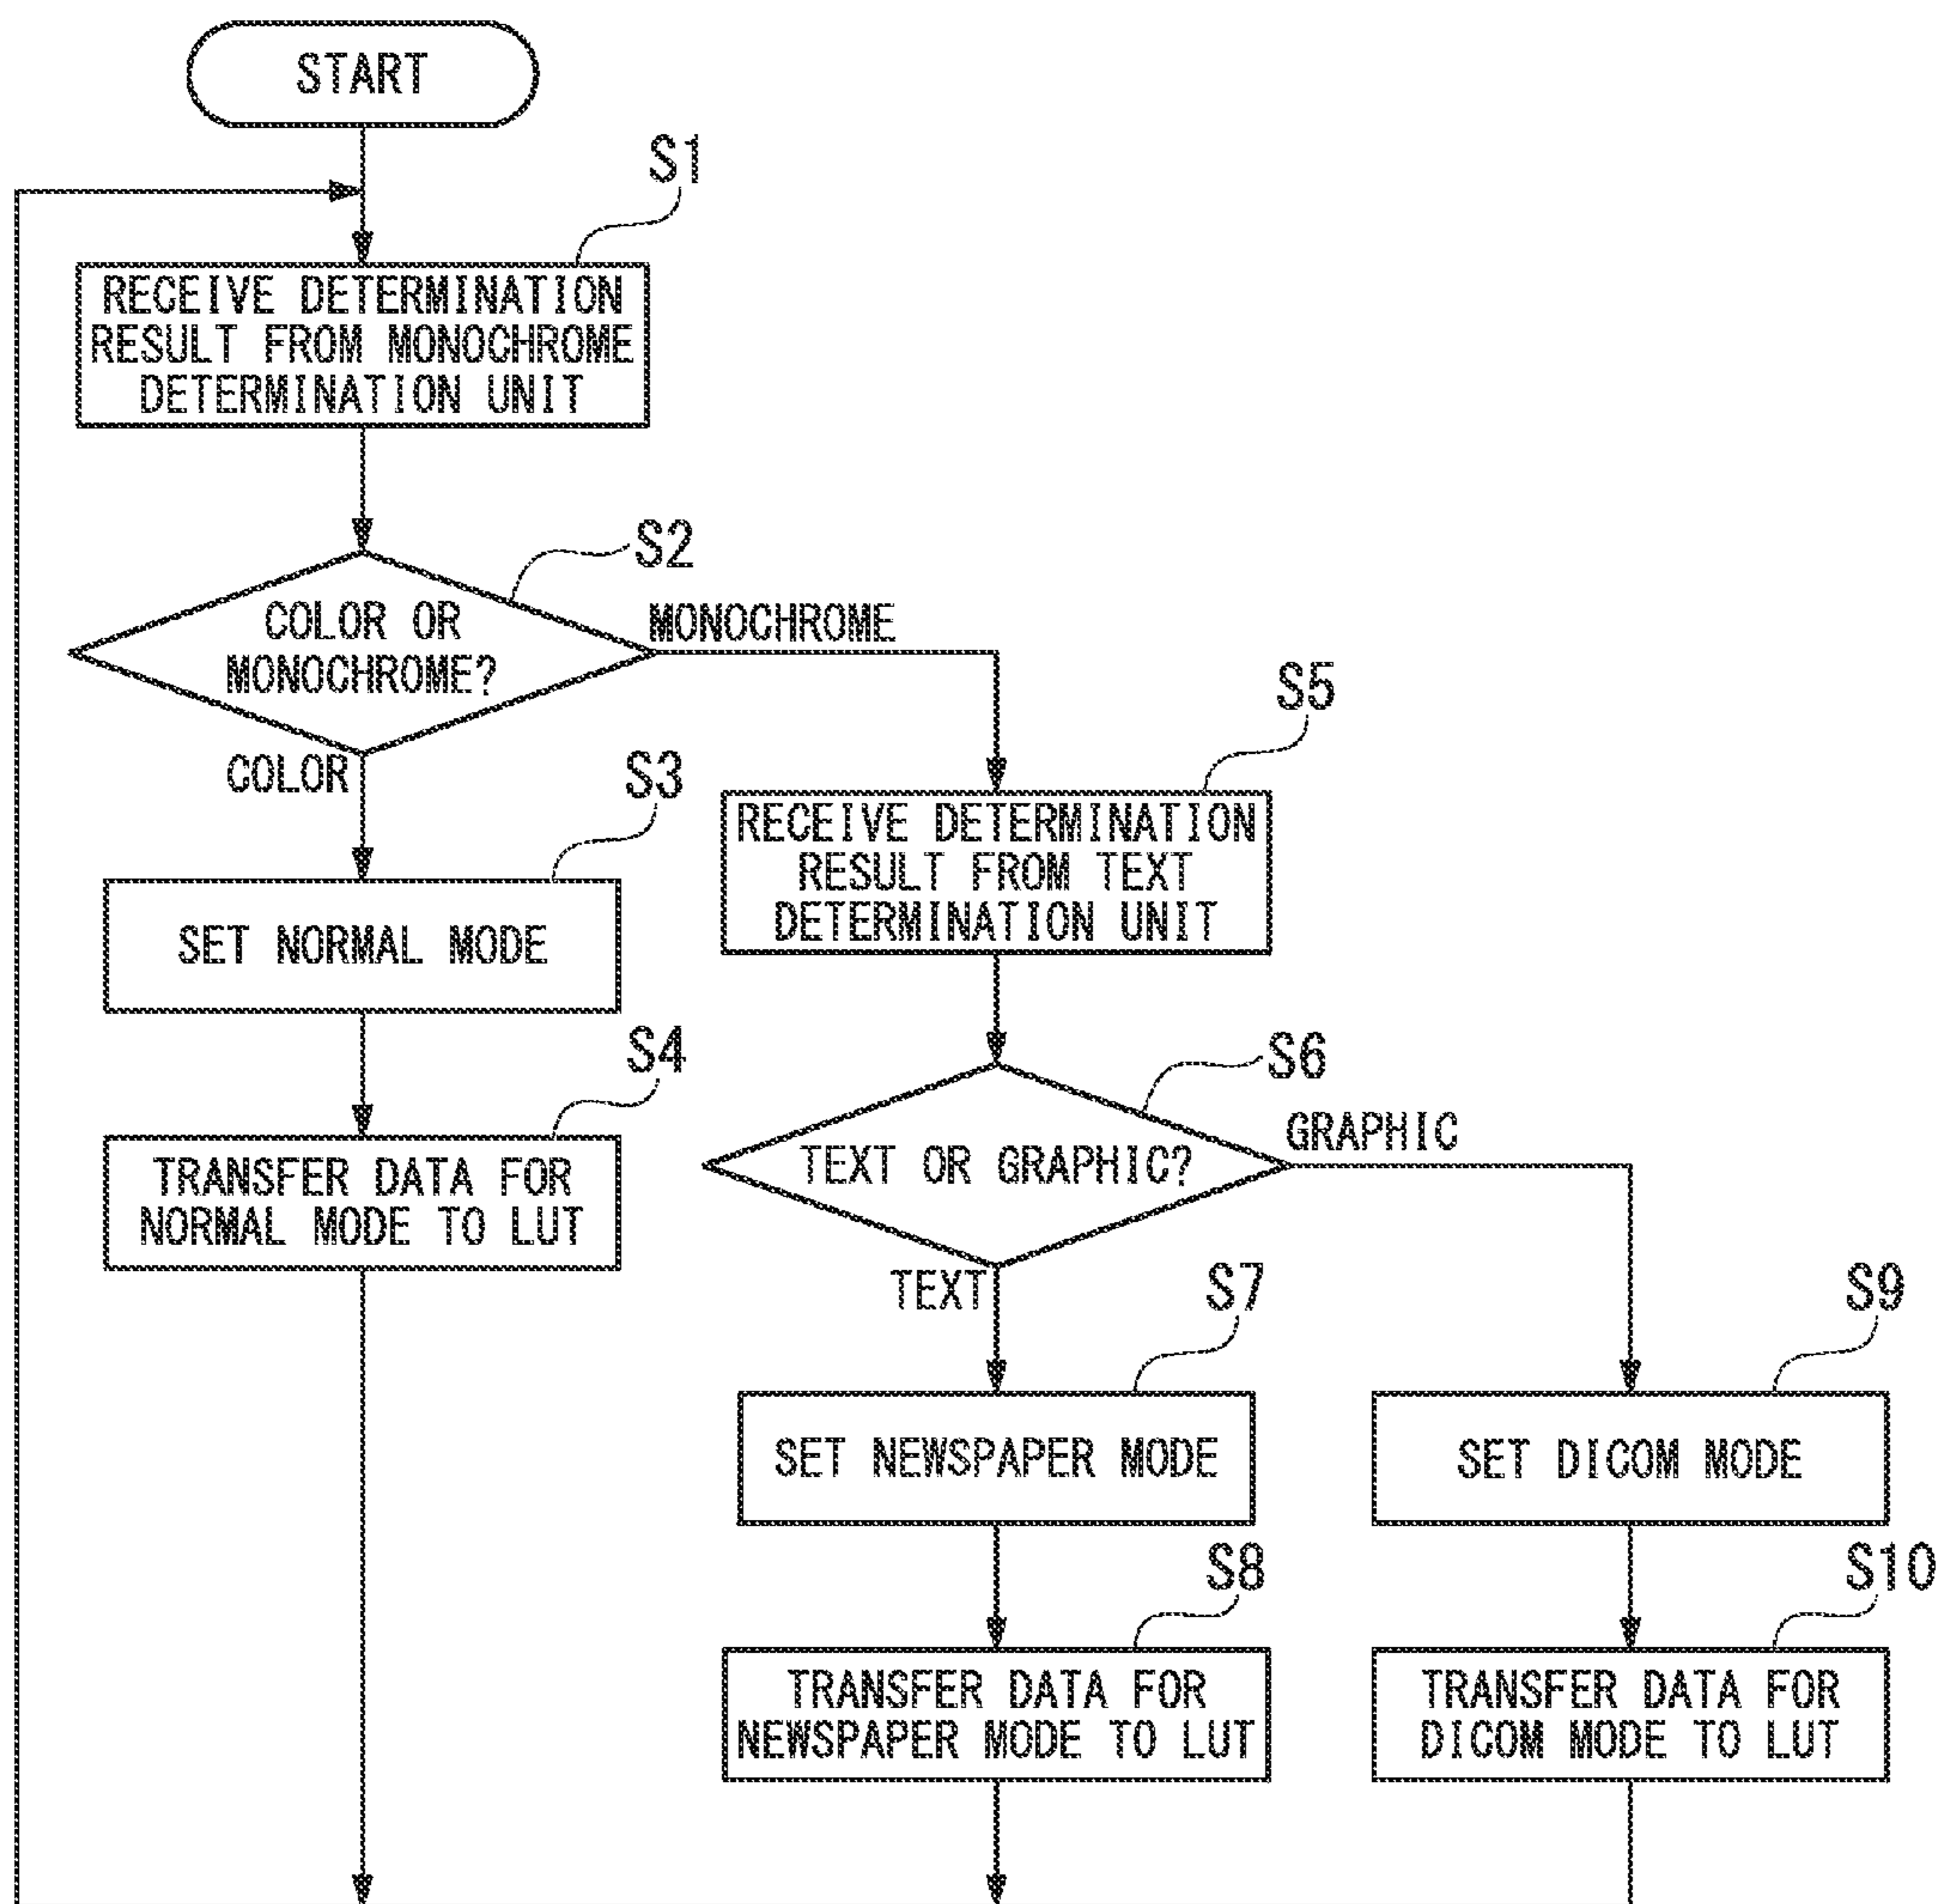 START
S1
RECEIVE DETERMINATION
RESULT FROM MONOCHROME
DETERMINATION UNIT
S2
COLOR OR
MONOCHROME?
MONOCHROME
COLOR
S3
SET NORMAL MODE
S4
TRANSFER DATA FOR
NORMAL MODE TO LUT
S5
RECEIVE DETERMINATION
RESULT FROM TEXT
DETERMINATION UNIT
S6
TEXT OR GRAPHIC?
GRAPHIC
TEXT
S7
SET NEWSPAPER MODE
S8
TRANSFER DATA FOR
NEWSPAPER MODE TO LUT
S9
SET DICOM MODE
S10
TRANSFER DATA FOR
DICOM MODE TO LUT